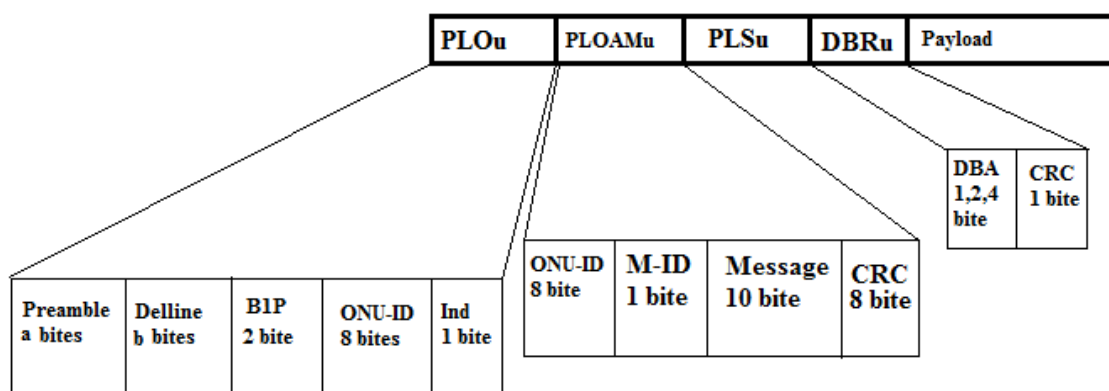 PLOu PLOAMu PLSu DBRu Payload
DBA
1,2,4
bite
CRC
1 bite
ONU-ID
8 bite
M-ID
1 bite
Message
10 bite
CRC
8 bite
Preamble
a bites
Delline
b bites
B1P
2 bite
ONU-ID
8 bites
Ind
1 bite